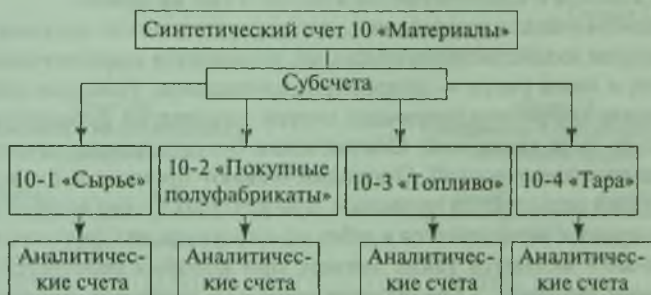 Синтетический счет 10 «Материалы»
Субсчета
10-1 «Сырье»
10-2 «Покупные
полуфабрикаты»
10-3 «Топливо»
10-4 «Тара»
Аналитичес-
кие счета
Аналитичес-
кие счета
Аналитичес-
кие счета
Аналитичес-
кие счета